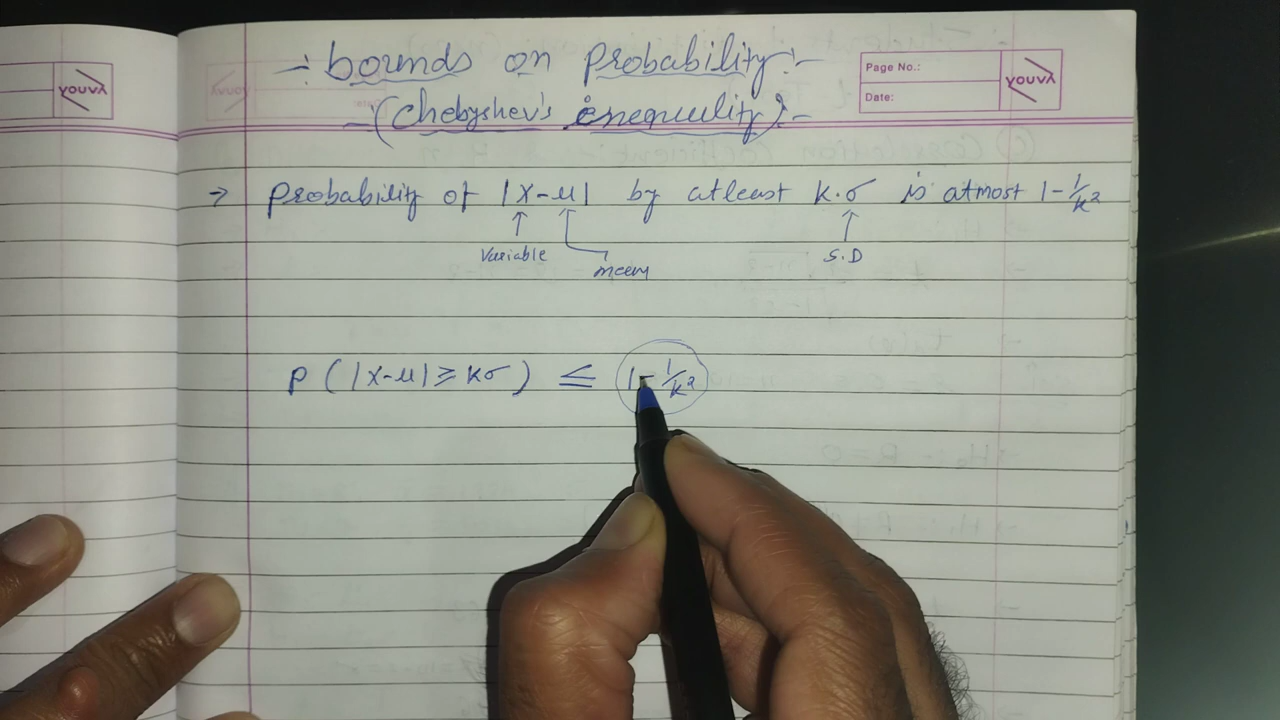 -: bounds on Probability :-
-(Chebyshev's inequality)-
Page No.:
Date:
YOUVA
YOUVA
→ Probability of |X-μ| by atleast k.σ is atmost 1-1/k²
Variable
mean
S.D
P(|X-μ|≥kσ) ≤ 1-1/k²